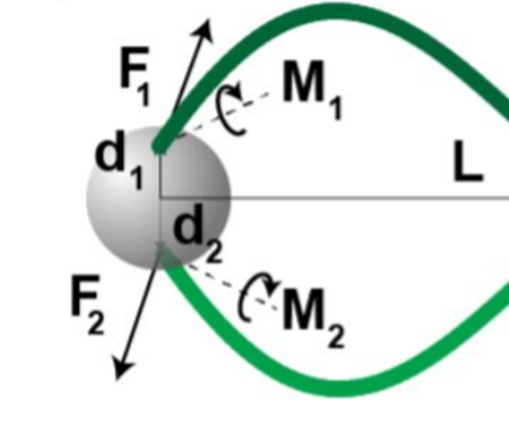 F₁
M₁
d₁
L
d₂
F₂
M₂